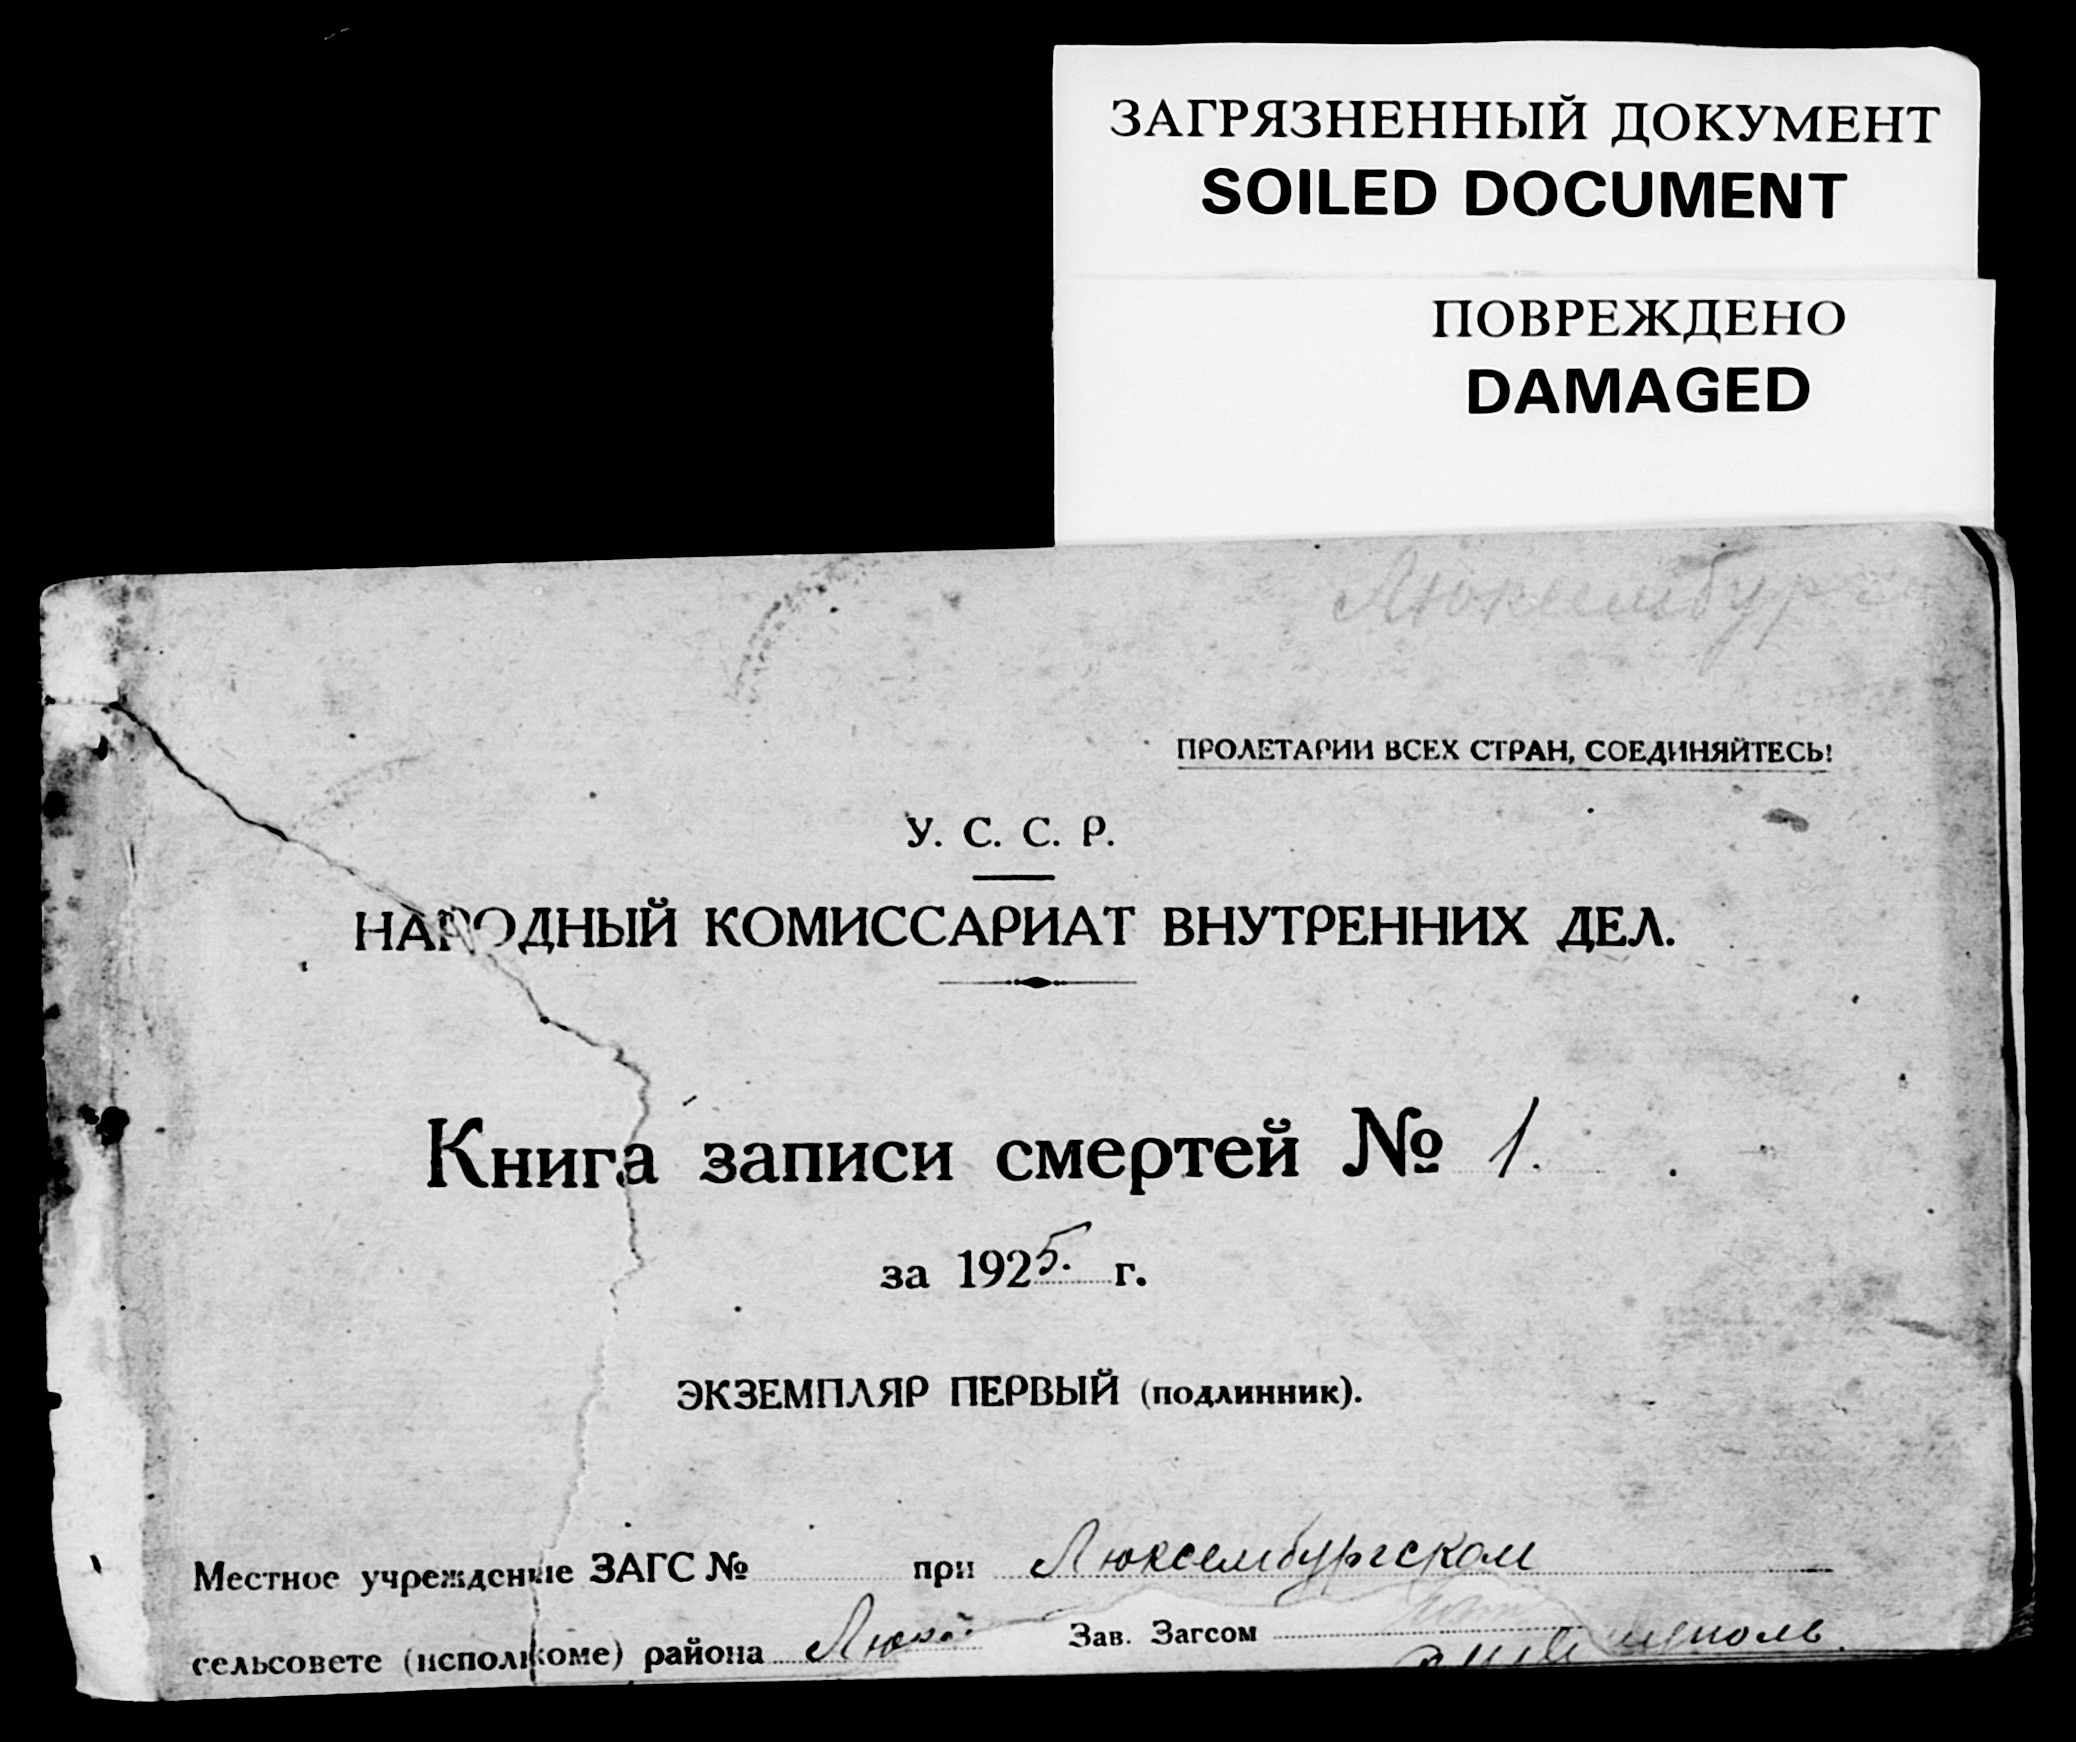 ЗАГРЯЗНЕННЫЙ ДОКУМЕНТ
SOILED DOCUMENT
ПОВРЕЖДЕНО
DAMAGED
ПРОЛЕТАРИИ ВСЕХ СТРАН, СОЕДИНЯЙТЕСЬ!
У. С. С. Р.
НАРОДНЫЙ КОМИССАРИАТ ВНУТРЕННИХ ДЕЛ.
Книга записи смертей № 1.
за 1925. г.
ЭКЗЕМПЛЯР ПЕРВЫЙ (подлинник).
Местное учреждение ЗАГС № при Люксембургском
сельсовете (исполкоме) района Зав. Загсом